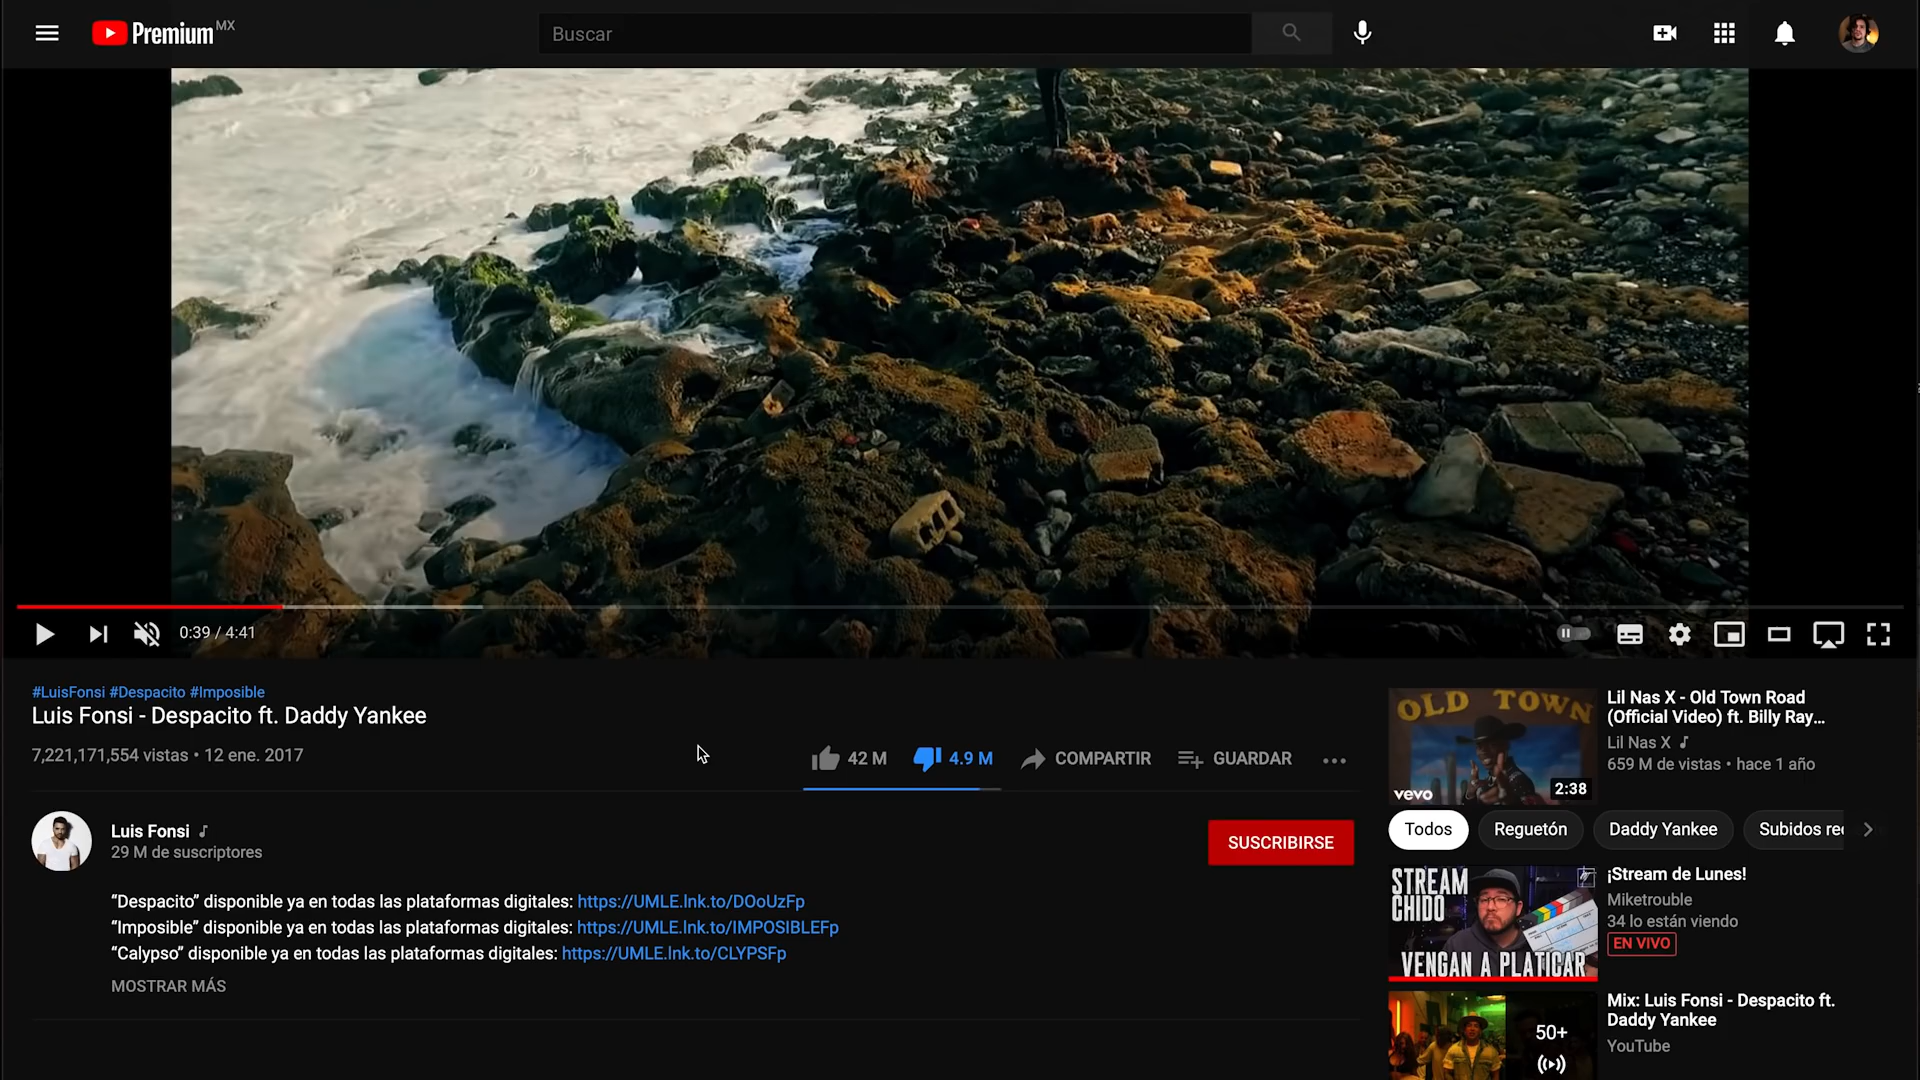 Premium MX
Buscar
0:39 / 4:41
#LuisFonsi #Despacito #Imposible
Luis Fonsi - Despacito ft. Daddy Yankee
7,221,171,554 vistas • 12 ene. 2017
42 M
4.9 M
COMPARTIR
GUARDAR
Luis Fonsi
29 M de suscriptores
SUSCRIBIRSE
“Despacito” disponible ya en todas las plataformas digitales: https://UMLE.lnk.to/DOoUzFp
“Imposible” disponible ya en todas las plataformas digitales: https://UMLE.lnk.to/IMPOSIBLEFp
“Calypso” disponible ya en todas las plataformas digitales: https://UMLE.lnk.to/CLYPSFp
MOSTRAR MÁS
OLD TOWN
vevo
2:38
Lil Nas X - Old Town Road
(Official Video) ft. Billy Ray...
Lil Nas X
659 M de vistas • hace 1 año
Todos
Reguetón
Daddy Yankee
Subidos re
STREAM
CHIDO
VENGAN A PLATICAR
¡Stream de Lunes!
Miketrouble
34 lo están viendo
EN VIVO
50+
Mix: Luis Fonsi - Despacito ft.
Daddy Yankee
YouTube